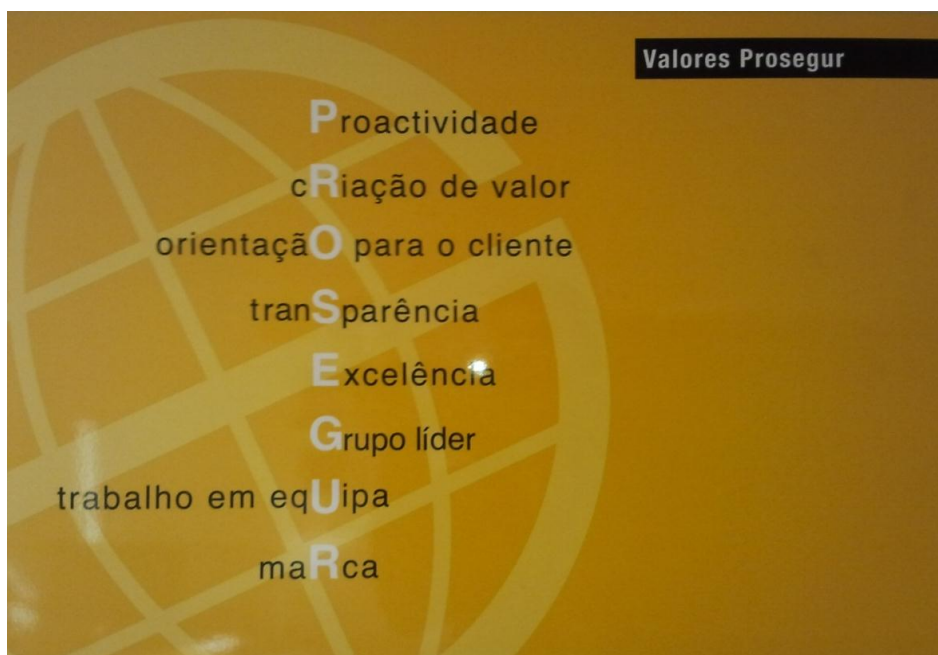 Valores Prosegur
Proactividade
cRiação de valor
orientaçãO para o cliente
tranSparência
Excelência
Grupo líder
trabalho em eqUipa
maRca